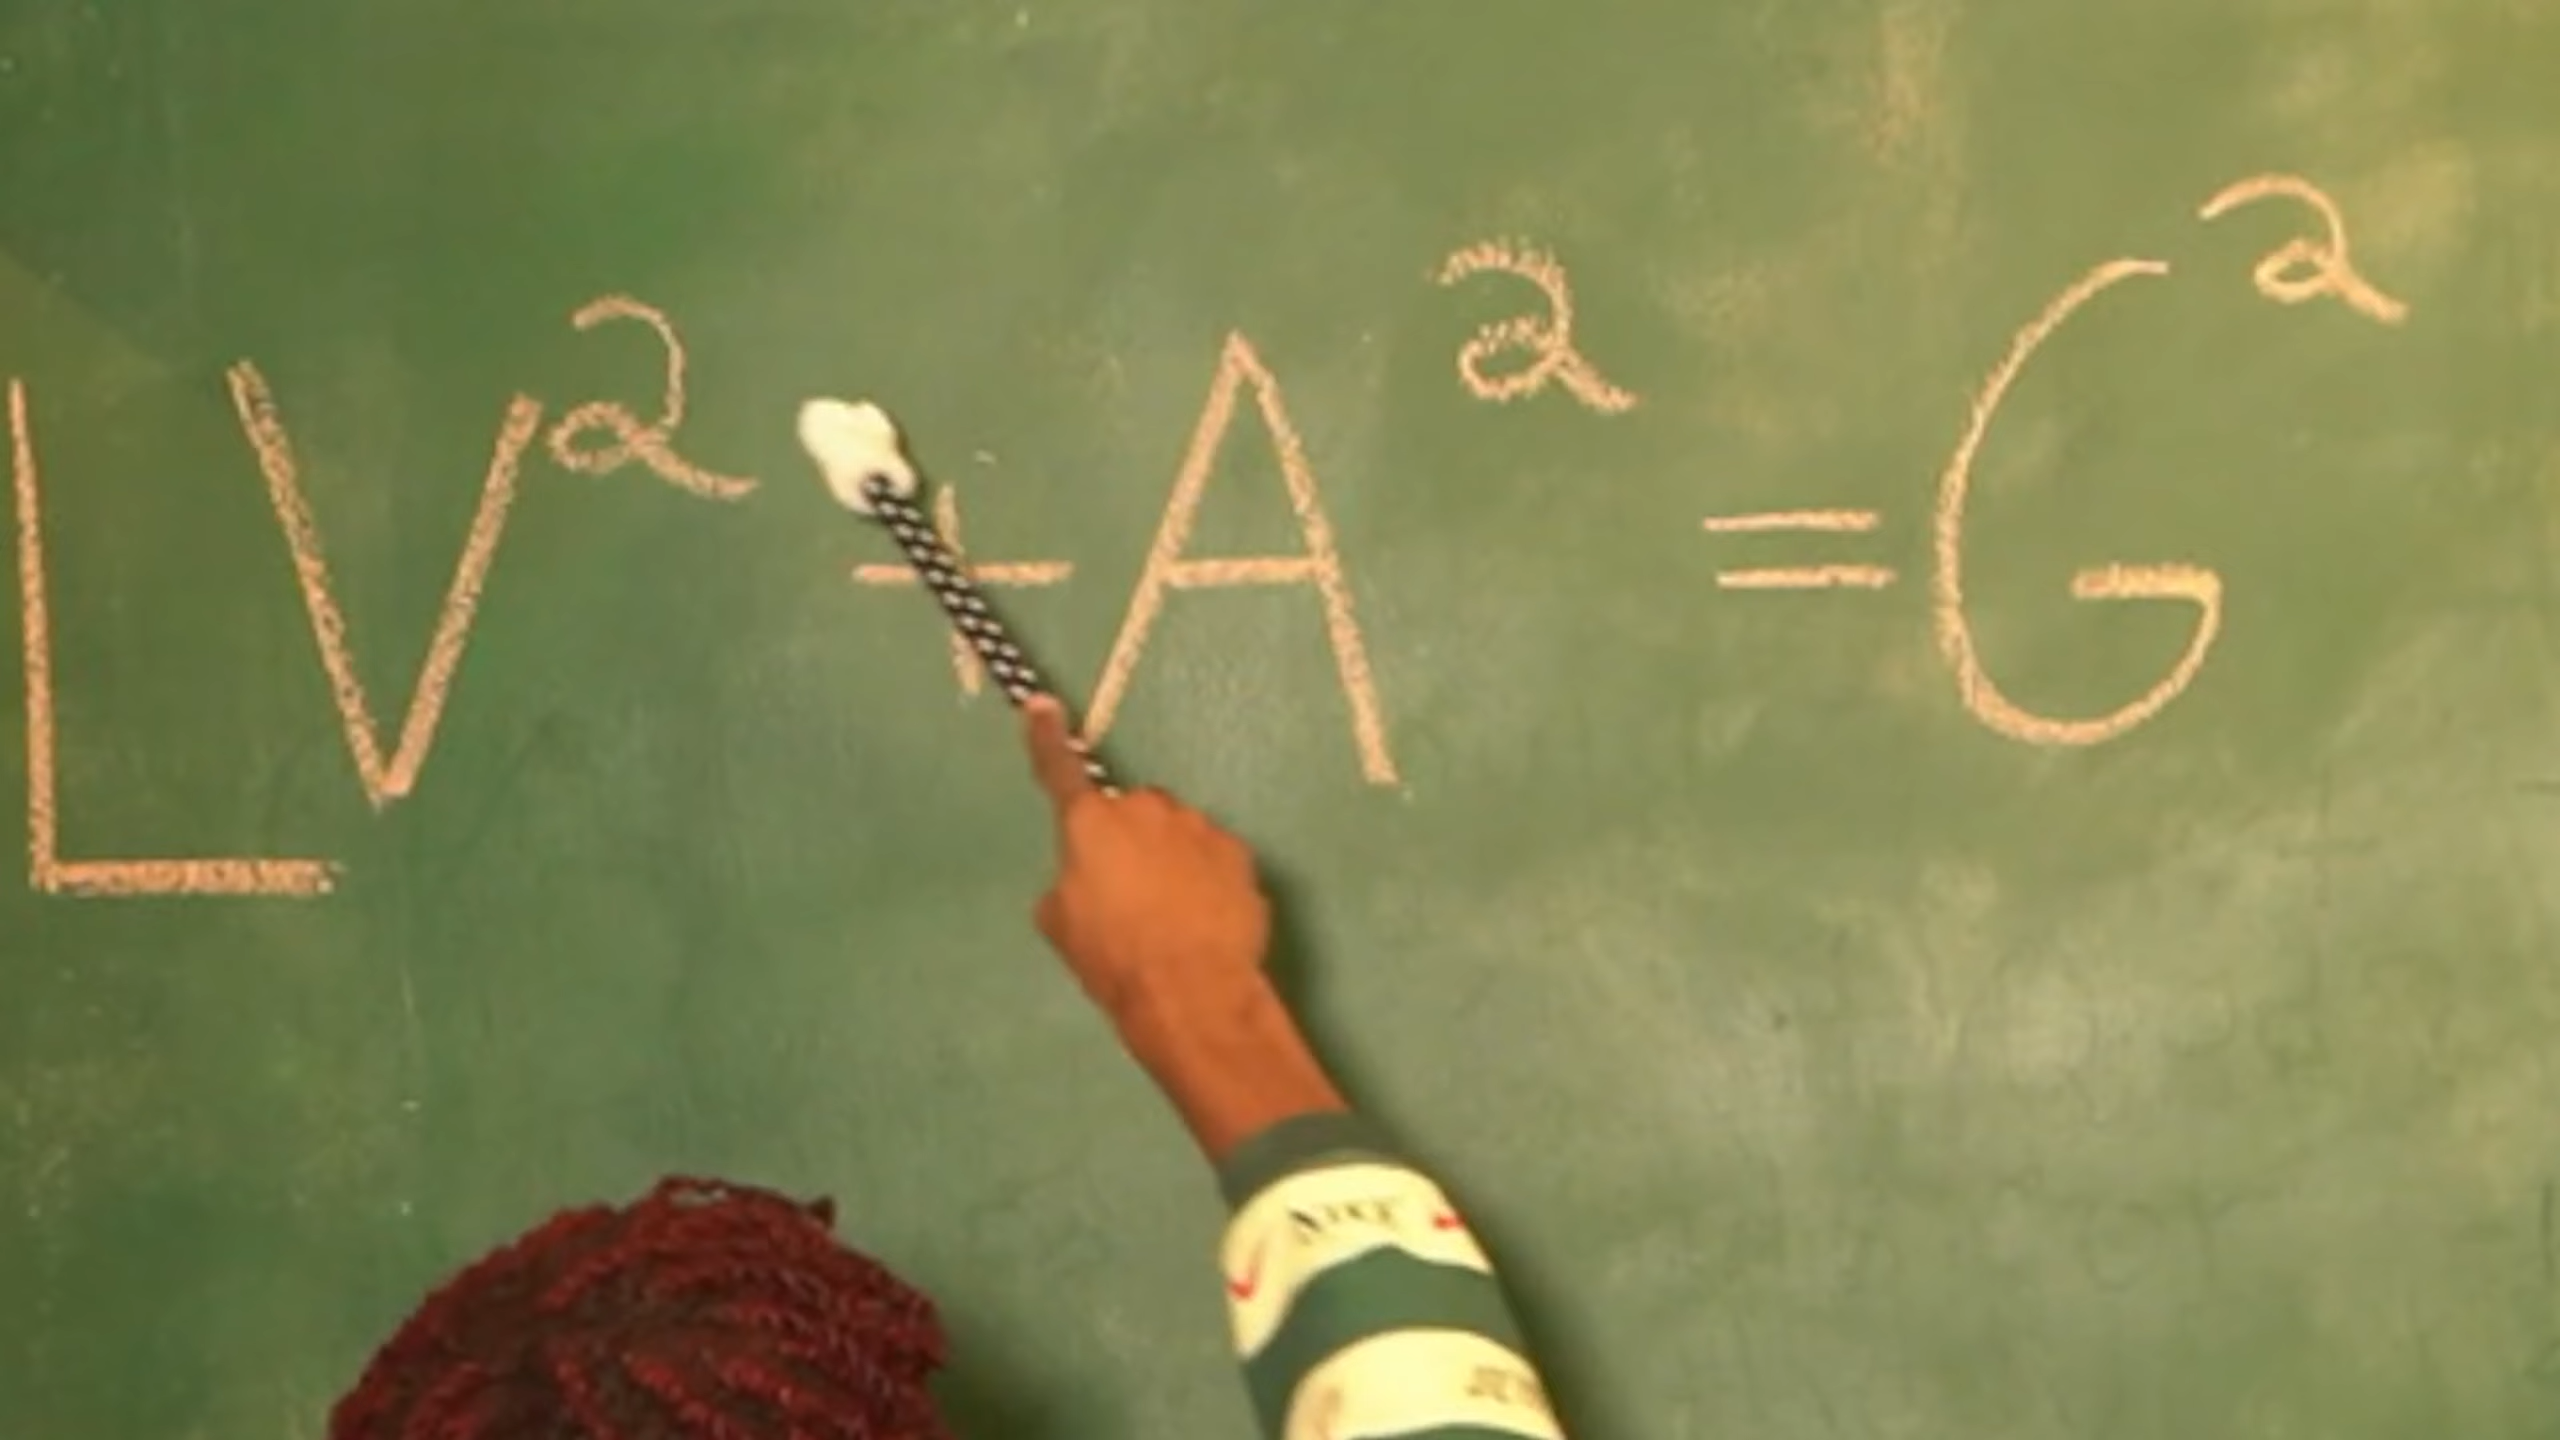 LV² + A² = G²